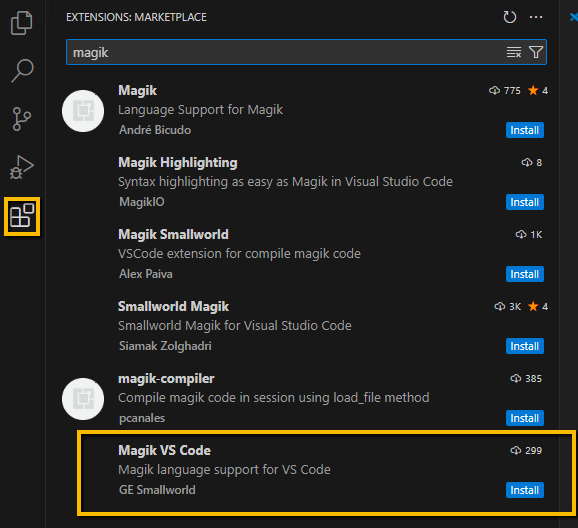 EXTENSIONS: MARKETPLACE
magik
Magik 775 4
Language Support for Magik
André Bicudo Install
Magik Highlighting 8
Syntax highlighting as easy as Magik in Visual Studio Code
MagikIO Install
Magik Smallworld 1K
VSCode extension for compile magik code
Alex Paiva Install
Smallworld Magik 3K 4
Smallworld Magik for Visual Studio Code
Siamak Zolghadri Install
magik-compiler 385
Compile magik code in session using load_file method
pcanales Install
Magik VS Code 299
Magik language support for VS Code
GE Smallworld Install